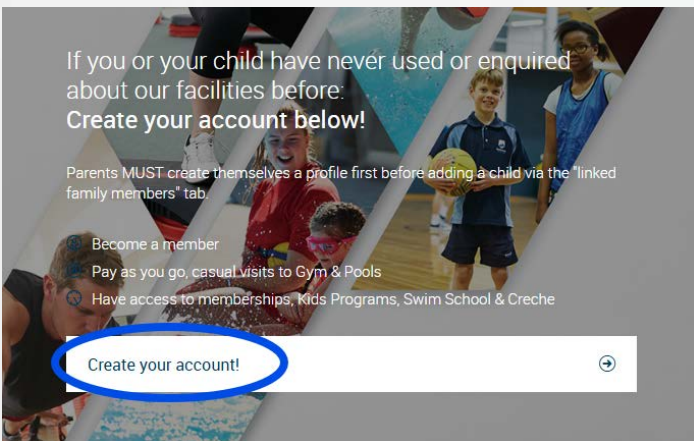 If you or your child have never used or enquired
about our facilities before:
Create your account below!
Parents MUST create themselves a profile first before adding a child via the "linked
family members" tab.
Become a member
Pay as you go, casual visits to Gym & Pools
Have access to memberships, Kids Programs, Swim School & Creche
Create your account!